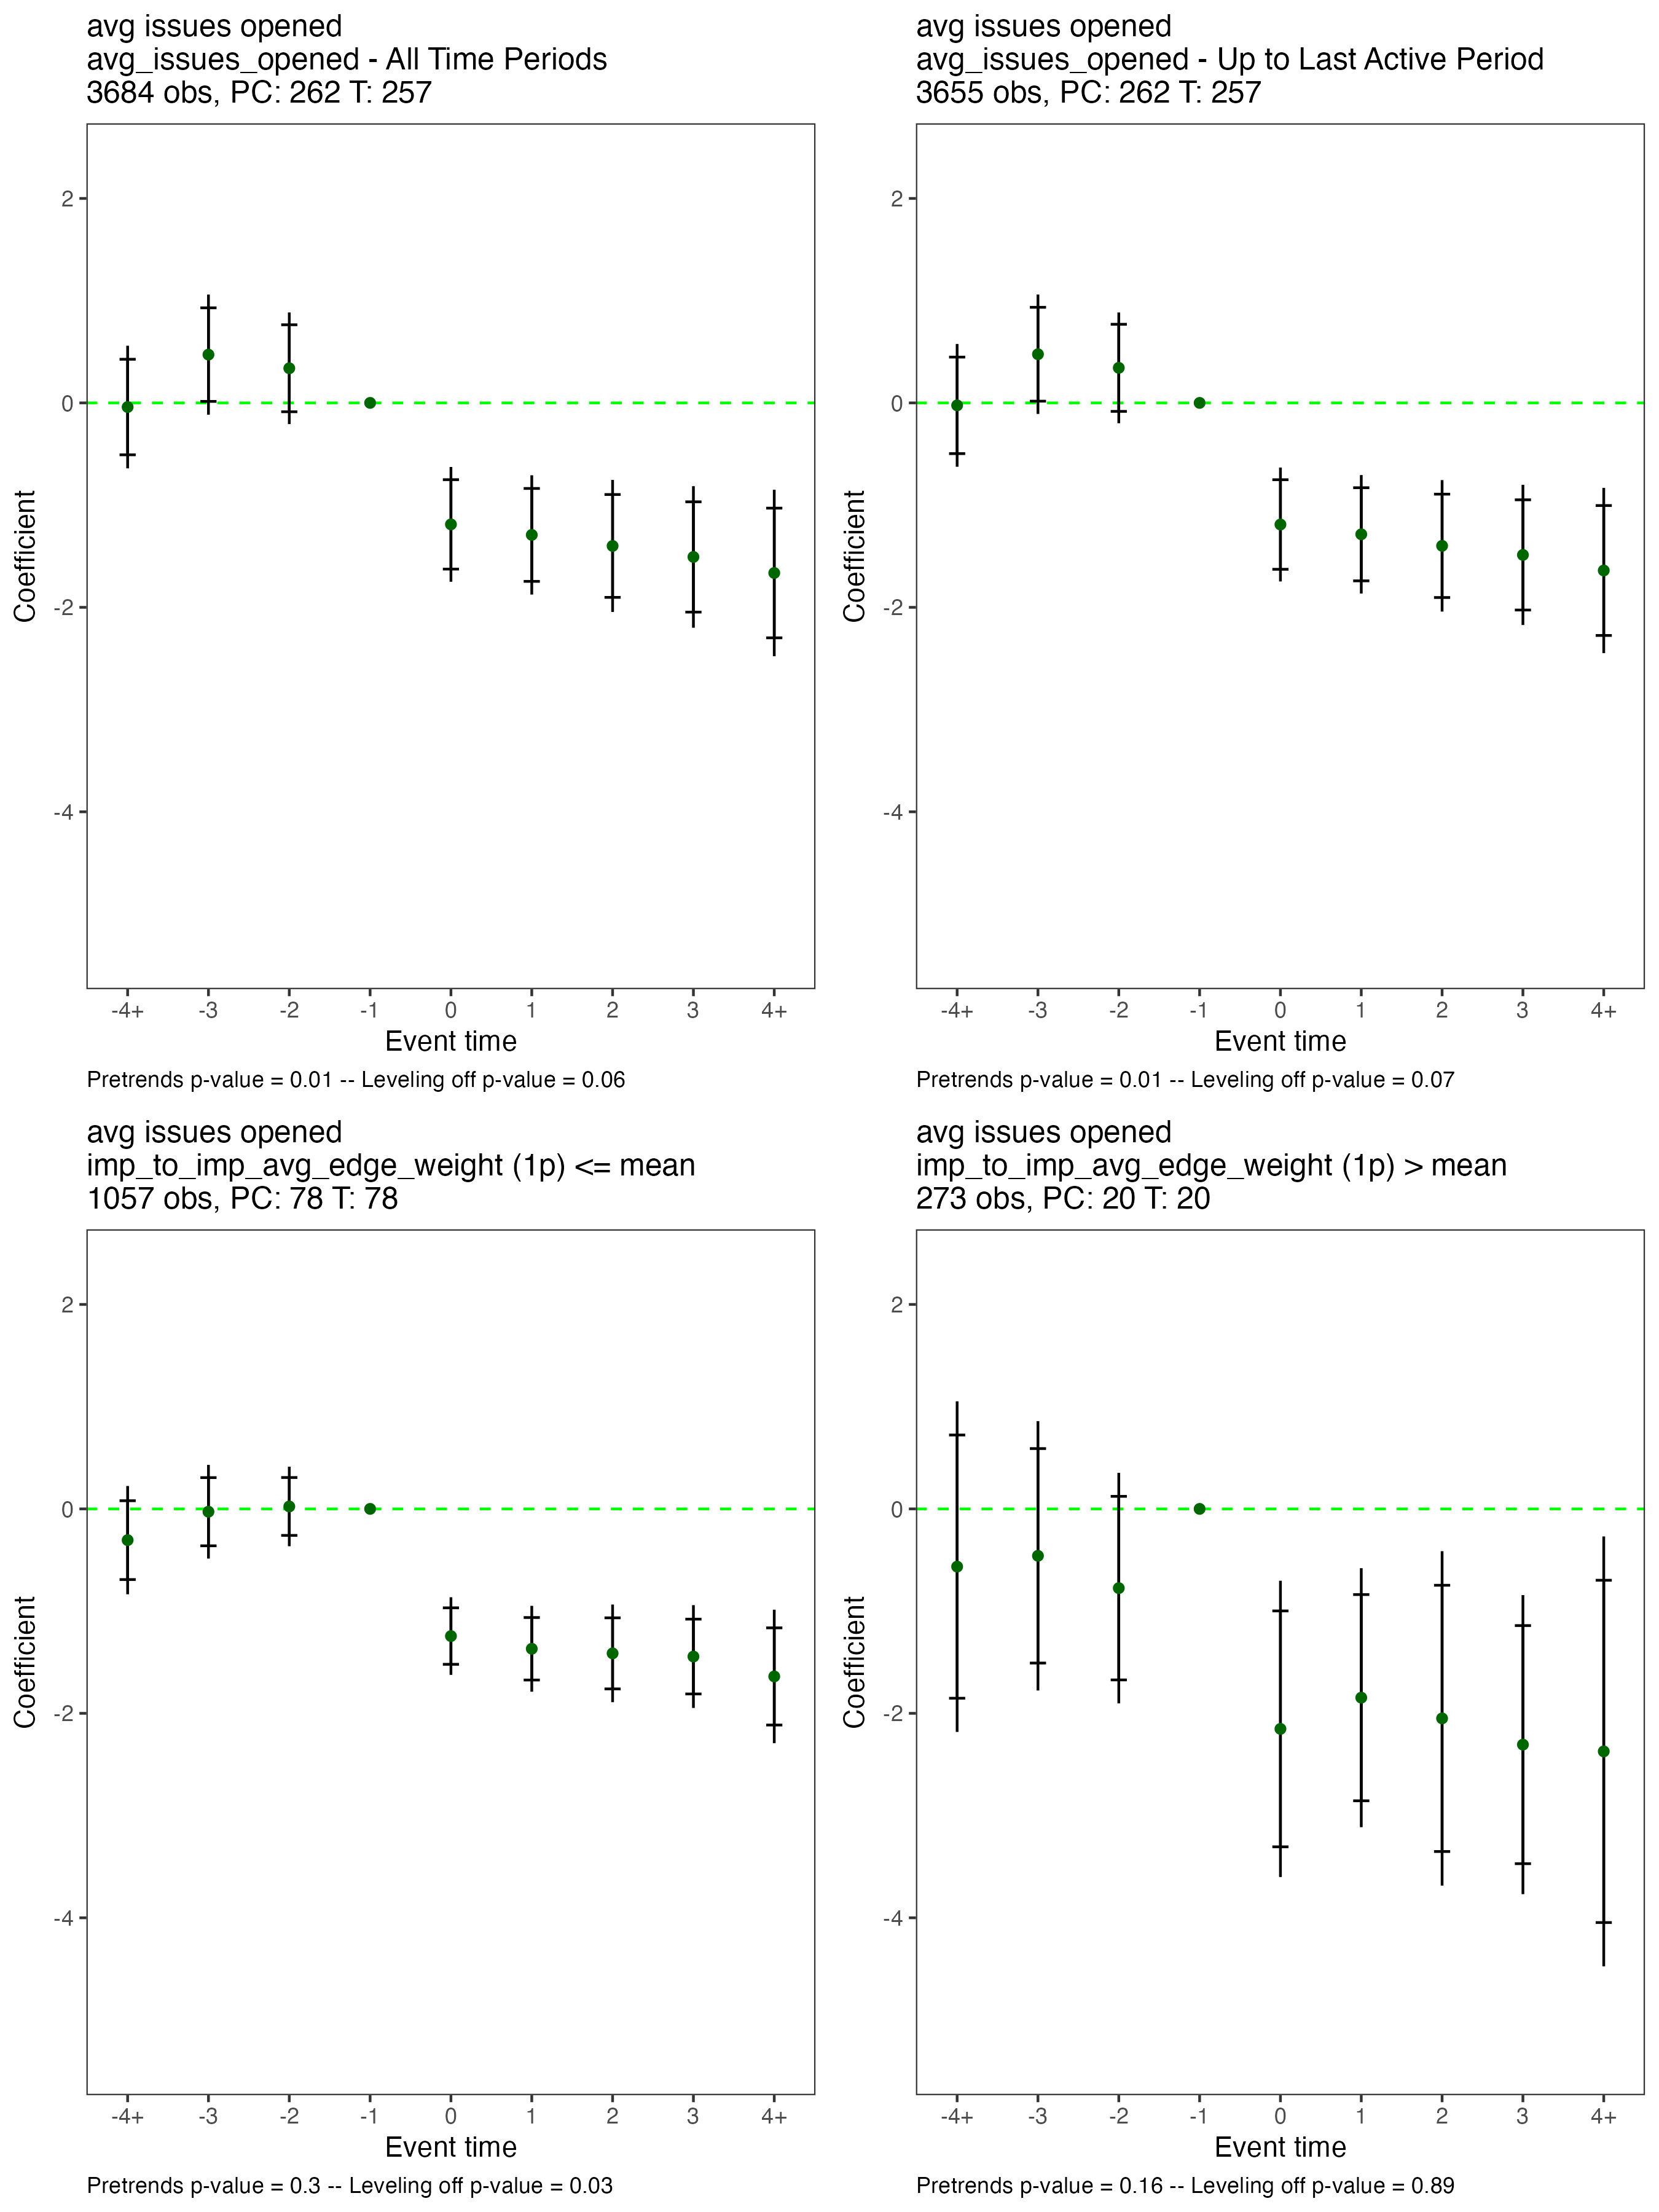 avg issues opened
avg_issues_opened - All Time Periods
3684 obs, PC: 262 T: 257
2
0
-2
-4
Coefficient
-4+ -3 -2 -1 0 1 2 3 4+
Event time
Pretrends p-value = 0.01 -- Leveling off p-value = 0.06
avg issues opened
avg_issues_opened - Up to Last Active Period
3655 obs, PC: 262 T: 257
2
0
-2
-4
Coefficient
-4+ -3 -2 -1 0 1 2 3 4+
Event time
Pretrends p-value = 0.01 -- Leveling off p-value = 0.07
avg issues opened
imp_to_imp_avg_edge_weight (1p) <= mean
1057 obs, PC: 78 T: 78
2
0
-2
-4
Coefficient
-4+ -3 -2 -1 0 1 2 3 4+
Event time
Pretrends p-value = 0.3 -- Leveling off p-value = 0.03
avg issues opened
imp_to_imp_avg_edge_weight (1p) > mean
273 obs, PC: 20 T: 20
2
0
-2
-4
Coefficient
-4+ -3 -2 -1 0 1 2 3 4+
Event time
Pretrends p-value = 0.16 -- Leveling off p-value = 0.89